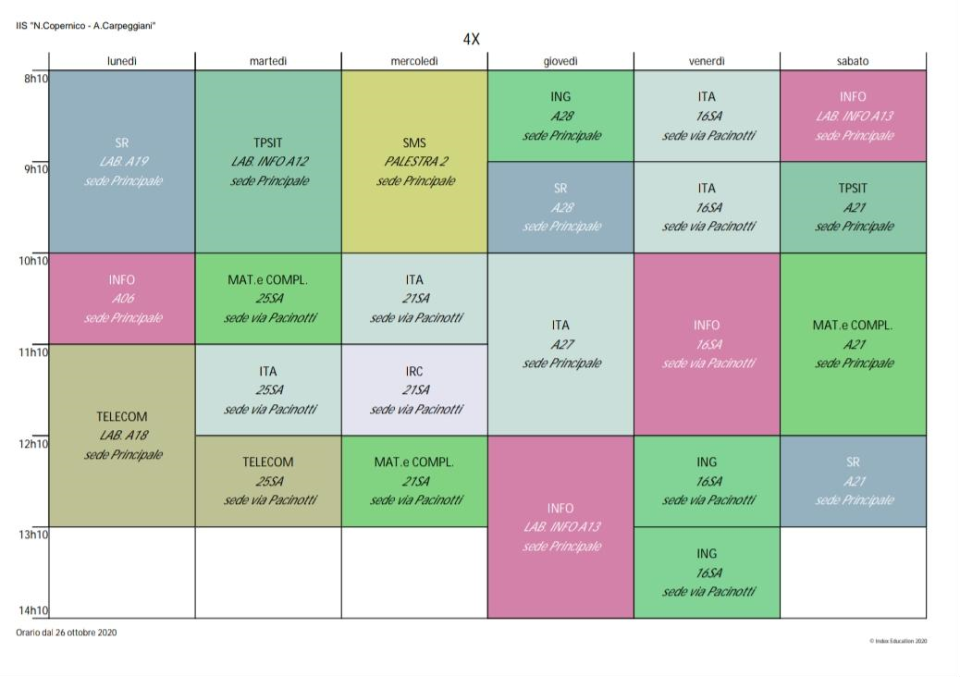 IIS "N.Copernico - A.Carpeggiani"
4X
lunedì martedì mercoledì giovedì venerdì sabato
8h10
SR
LAB. A19
sede Principale
TPSIT
LAB. INFO A12
sede Principale
SMS
PALESTRA 2
sede Principale
ING
A28
sede Principale
ITA
16SA
sede via Pacinotti
INFO
LAB. INFO A13
sede Principale
9h10
SR
A28
sede Principale
ITA
16SA
sede via Pacinotti
TPSIT
A21
sede Principale
10h10
INFO
A06
sede Principale
MAT.e COMPL.
25SA
sede via Pacinotti
ITA
21SA
sede via Pacinotti
ITA
A27
sede Principale
INFO
16SA
sede via Pacinotti
MAT.e COMPL.
A21
sede Principale
11h10
TELECOM
LAB. A18
sede Principale
ITA
25SA
sede via Pacinotti
IRC
21SA
sede via Pacinotti
12h10
TELECOM
25SA
sede via Pacinotti
MAT.e COMPL.
21SA
sede via Pacinotti
INFO
LAB. INFO A13
sede Principale
ING
16SA
sede via Pacinotti
SR
A21
sede Principale
13h10
ING
16SA
sede via Pacinotti
14h10
Orario dal 26 ottobre 2020
© Index Education 2020